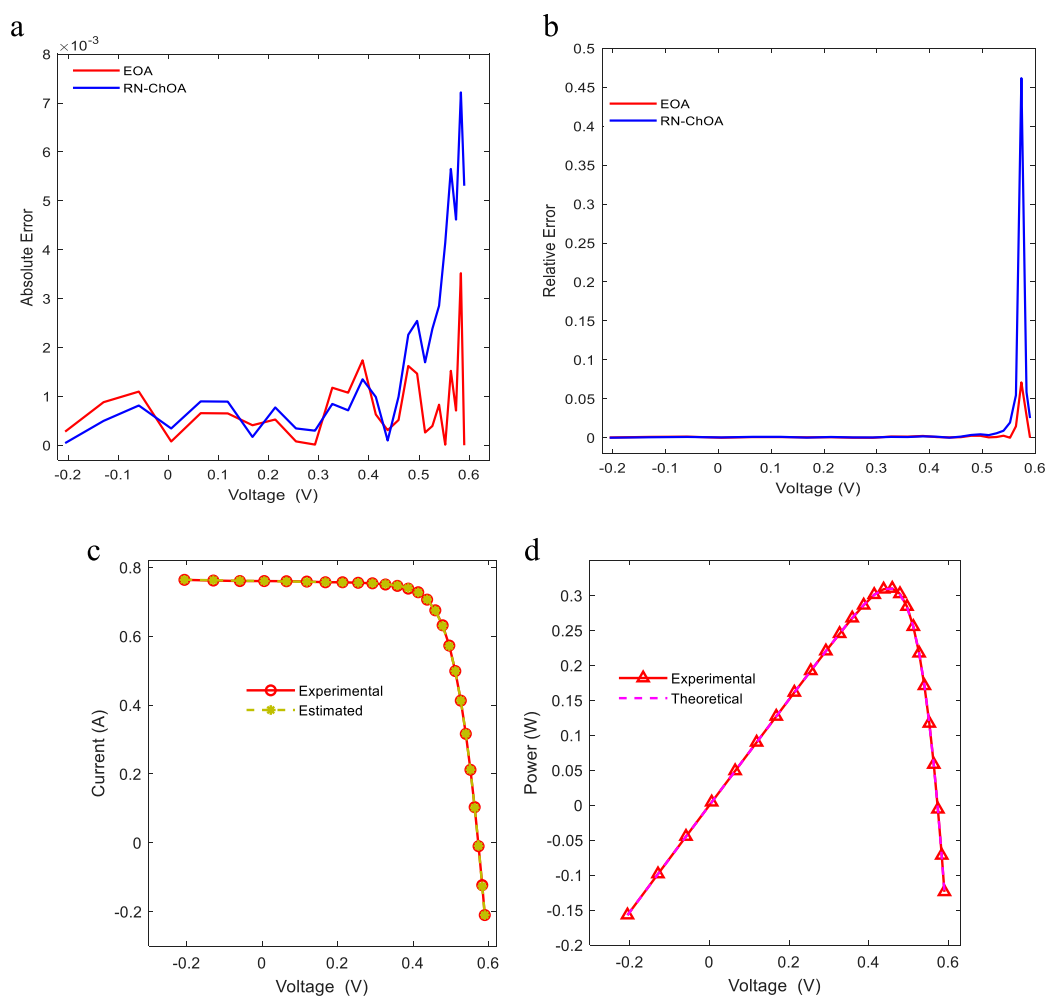 a
×10⁻³
8
7
6
5
4
3
2
1
0
Absolute Error
EOA
RN-ChOA
-0.2 -0.1 0 0.1 0.2 0.3 0.4 0.5 0.6
Voltage (V)
b
0.5
0.45
0.4
0.35
0.3
0.25
0.2
0.15
0.1
0.05
0
Relative Error
EOA
RN-ChOA
-0.2 -0.1 0 0.1 0.2 0.3 0.4 0.5 0.6
Voltage (V)
c
0.8
0.6
0.4
0.2
0
-0.2
Current (A)
Experimental
Estimated
-0.2 0 0.2 0.4 0.6
Voltage (V)
d
0.3
0.25
0.2
0.15
0.1
0.05
0
-0.05
-0.1
-0.15
-0.2
Power (W)
Experimental
Theoretical
-0.2 0 0.2 0.4 0.6
Voltage (V)